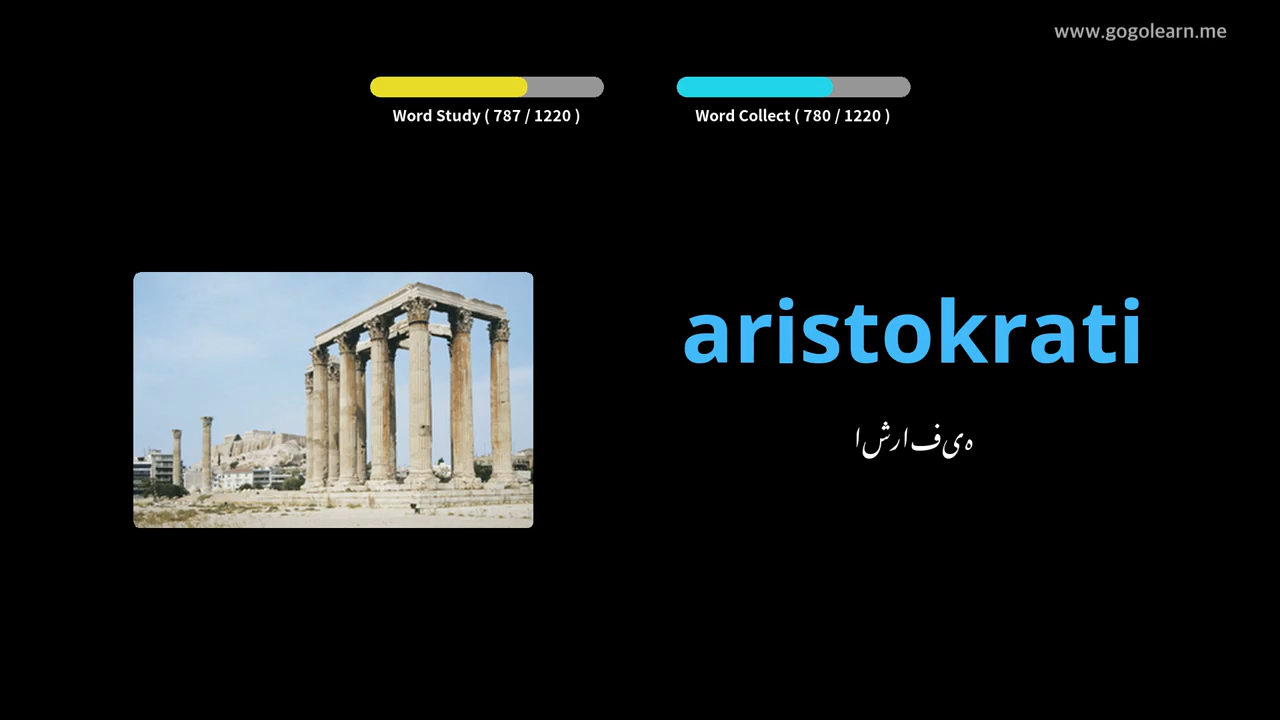 www.gogolearn.me
Word Study ( 787 / 1220 )
Word Collect ( 780 / 1220 )
aristokrati
اشرافیہ